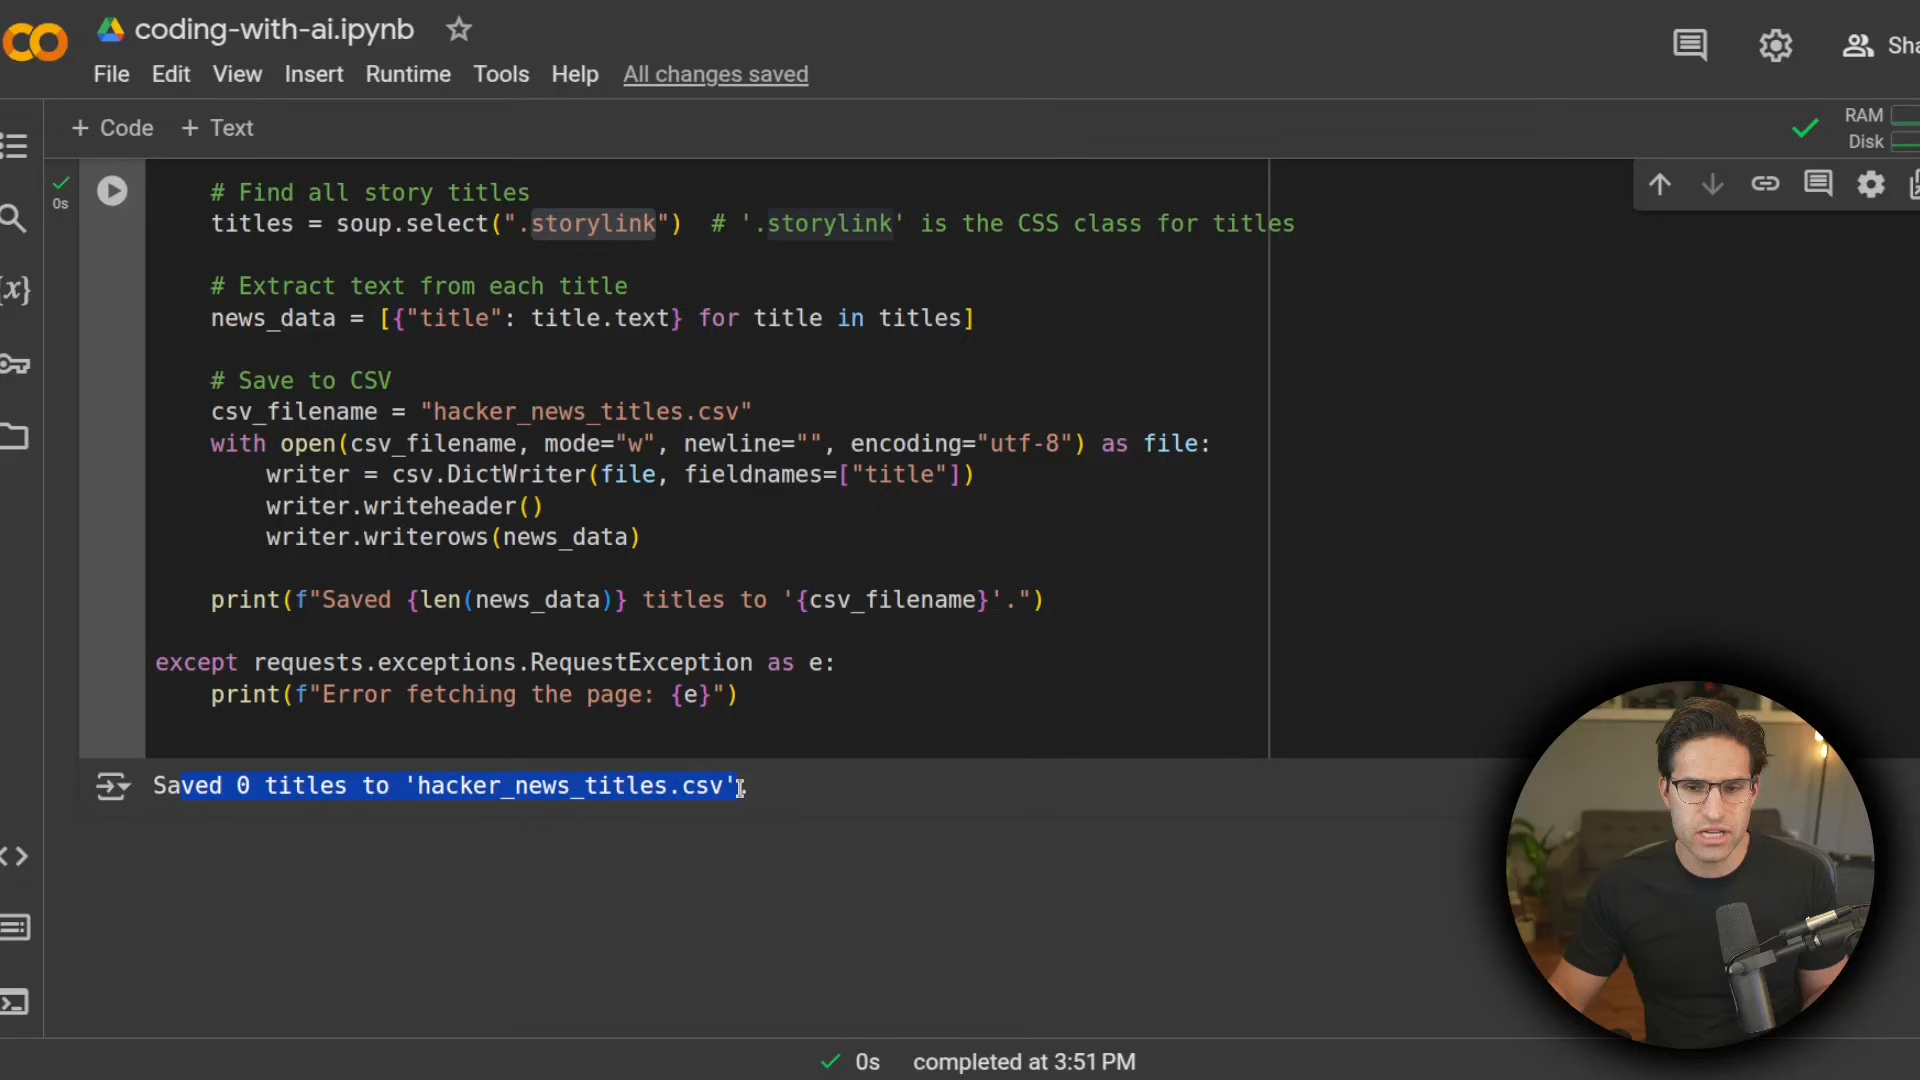 coding-with-ai.ipynb
File Edit View Insert Runtime Tools Help All changes saved
Sha
+ Code + Text
RAM
Disk
0s
# Find all story titles
titles = soup.select(".storylink")  # '.storylink' is the CSS class for titles
# Extract text from each title
news_data = [{"title": title.text} for title in titles]
# Save to CSV
csv_filename = "hacker_news_titles.csv"
with open(csv_filename, mode="w", newline="", encoding="utf-8") as file:
    writer = csv.DictWriter(file, fieldnames=["title"])
    writer.writeheader()
    writer.writerows(news_data)
print(f"Saved {len(news_data)} titles to '{csv_filename}'.")
except requests.exceptions.RequestException as e:
    print(f"Error fetching the page: {e}")
Saved 0 titles to 'hacker_news_titles.csv'.
0s completed at 3:51 PM